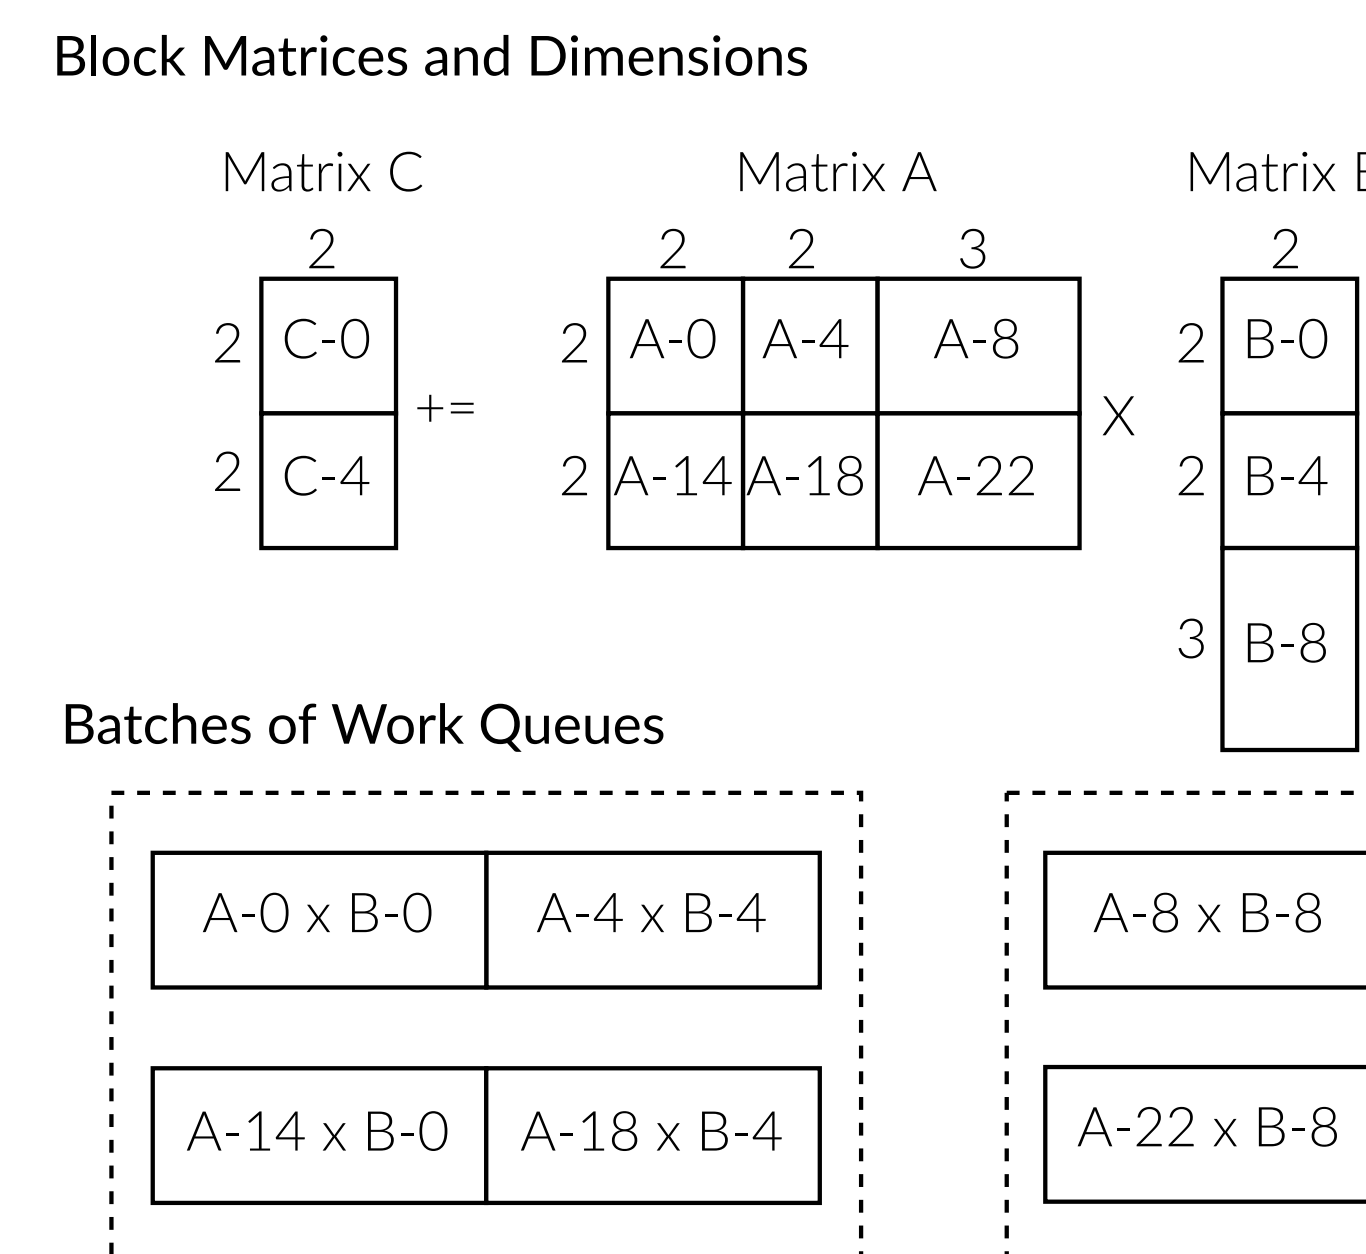 Block Matrices and Dimensions
Matrix C Matrix A Matrix
2 2 2 3 2
2 C-0 2 A-0 A-4 A-8 2 B-0
+= X
2 C-4 2 A-14 A-18 A-22 2 B-4
3 B-8
Batches of Work Queues
A-0 x B-0 A-4 x B-4 A-8 x B-8
A-14 x B-0 A-18 x B-4 A-22 x B-8